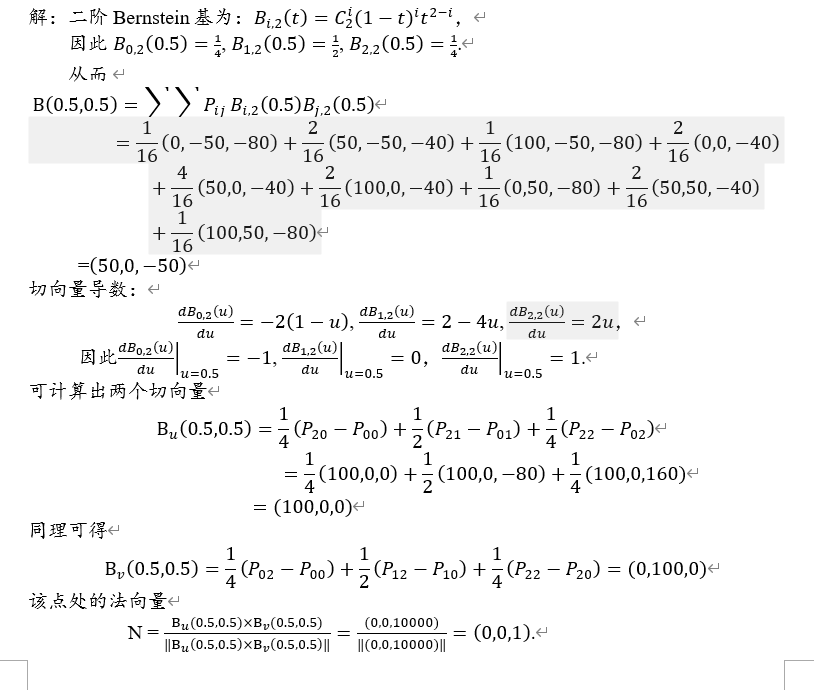 解：二阶 Bernstein 基为：B_{i,2}(t) = C_2^i(1 − t)^i t^{2−i}，
因此 B_{0,2}(0.5) = 1/4, B_{1,2}(0.5) = 1/2, B_{2,2}(0.5) = 1/4.
从而
B(0.5,0.5) = P_{ij} B_{i,2}(0.5)B_{j,2}(0.5)
= 1/16 (0, −50, −80) + 2/16 (50, −50, −40) + 1/16 (100, −50, −80) + 2/16 (0,0, −40)
+ 4/16 (50,0, −40) + 2/16 (100,0, −40) + 1/16 (0,50, −80) + 2/16 (50,50, −40)
+ 1/16 (100,50, −80)
=(50,0, −50)
切向量导数：
dB_{0,2}(u)/du = −2(1 − u), dB_{1,2}(u)/du = 2 − 4u, dB_{2,2}(u)/du = 2u，
因此 dB_{0,2}(u)/du|_{u=0.5} = −1, dB_{1,2}(u)/du|_{u=0.5} = 0， dB_{2,2}(u)/du|_{u=0.5} = 1.
可计算出两个切向量
B_u(0.5,0.5) = 1/4 (P_{20} − P_{00}) + 1/2 (P_{21} − P_{01}) + 1/4 (P_{22} − P_{02})
= 1/4 (100,0,0) + 1/2 (100,0, −80) + 1/4 (100,0,160)
= (100,0,0)
同理可得
B_v(0.5,0.5) = 1/4 (P_{02} − P_{00}) + 1/2 (P_{12} − P_{10}) + 1/4 (P_{22} − P_{20}) = (0,100,0)
该点处的法向量
N = B_u(0.5,0.5)×B_v(0.5,0.5)/‖B_u(0.5,0.5)×B_v(0.5,0.5)‖ = (0,0,10000)/‖(0,0,10000)‖ = (0,0,1).